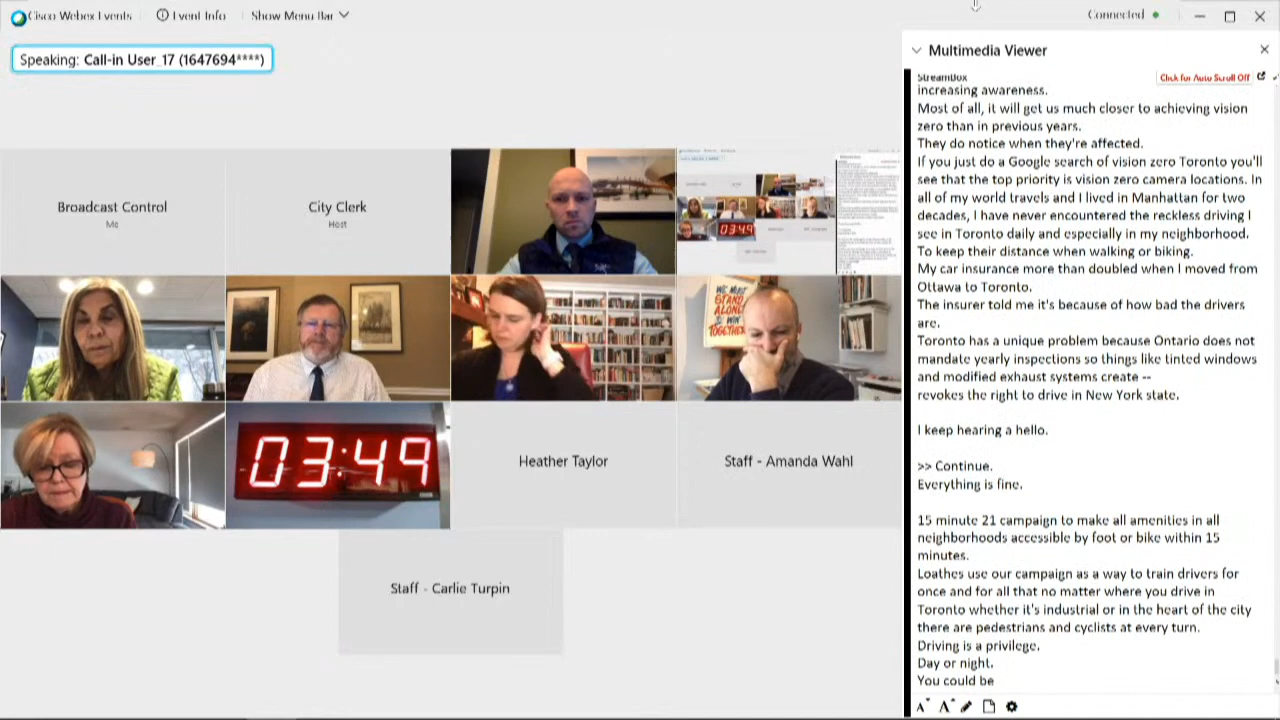 Cisco Webex Events
Event Info
Show Menu Bar
Connected
Speaking: Call-in User_17 (1647694****)
Multimedia Viewer
StreamBox
Click for Auto Scroll Off
increasing awareness.
Most of all, it will get us much closer to achieving vision
zero than in previous years.
They do notice when they're affected.
If you just do a Google search of vision zero Toronto you'll
see that the top priority is vision zero camera locations. In
all of my world travels and I lived in Manhattan for two
decades, I have never encountered the reckless driving I
see in Toronto daily and especially in my neighborhood.
To keep their distance when walking or biking.
My car insurance more than doubled when I moved from
Ottawa to Toronto.
The insurer told me it's because of how bad the drivers
are.
Toronto has a unique problem because Ontario does not
mandate yearly inspections so things like tinted windows
and modified exhaust systems create --
revokes the right to drive in New York state.
I keep hearing a hello.
>> Continue.
Everything is fine.
15 minute 21 campaign to make all amenities in all
neighborhoods accessible by foot or bike within 15
minutes.
Loathes use our campaign as a way to train drivers for
once and for all that no matter where you drive in
Toronto whether it's industrial or in the heart of the city
there are pedestrians and cyclists at every turn.
Driving is a privilege.
Day or night.
You could be
Broadcast Com
Me
City Clerk
Host
03:49
WE MUST
STAND
ALONE
TO WIN
TOGETHER
03:49
Heather Taylor
Staff - Amanda Wahl
Staff - Carlie Turpin